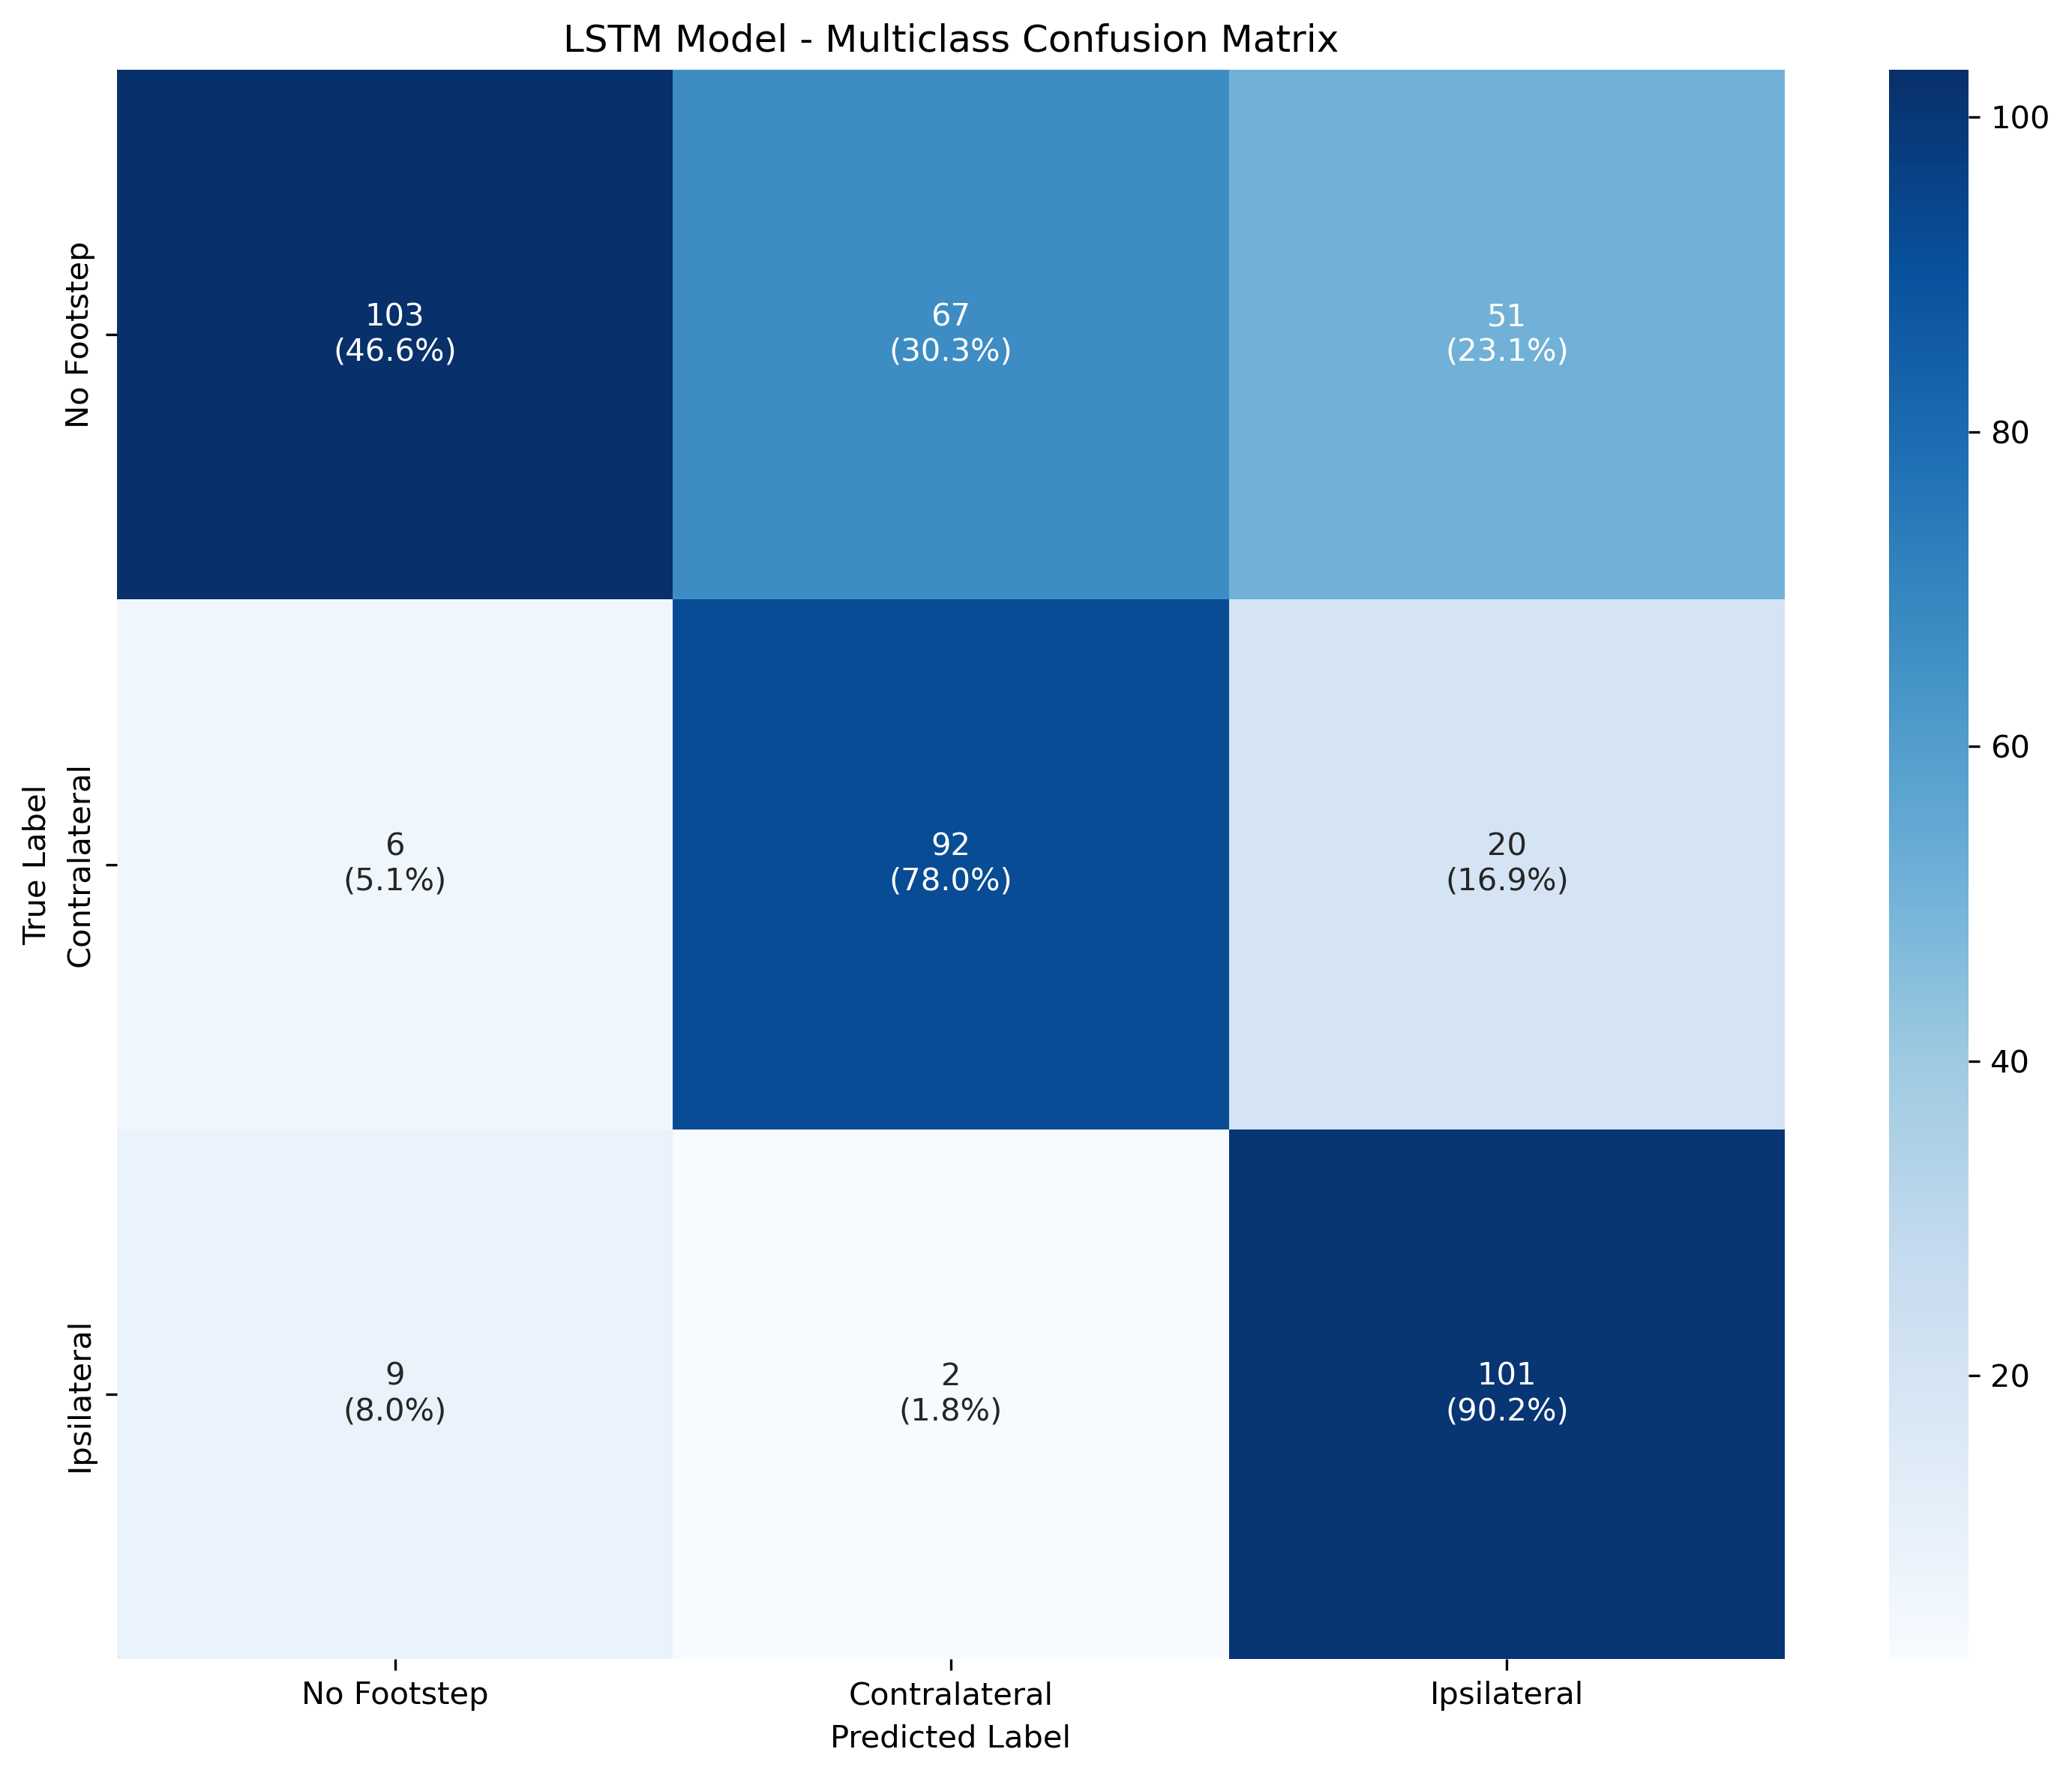 LSTM Model - Multiclass Confusion Matrix
True Label
No Footstep
103
(46.6%)
67
(30.3%)
51
(23.1%)
Contralateral
6
(5.1%)
92
(78.0%)
20
(16.9%)
Ipsilateral
9
(8.0%)
2
(1.8%)
101
(90.2%)
No Footstep
Contralateral
Ipsilateral
Predicted Label
100
80
60
40
20